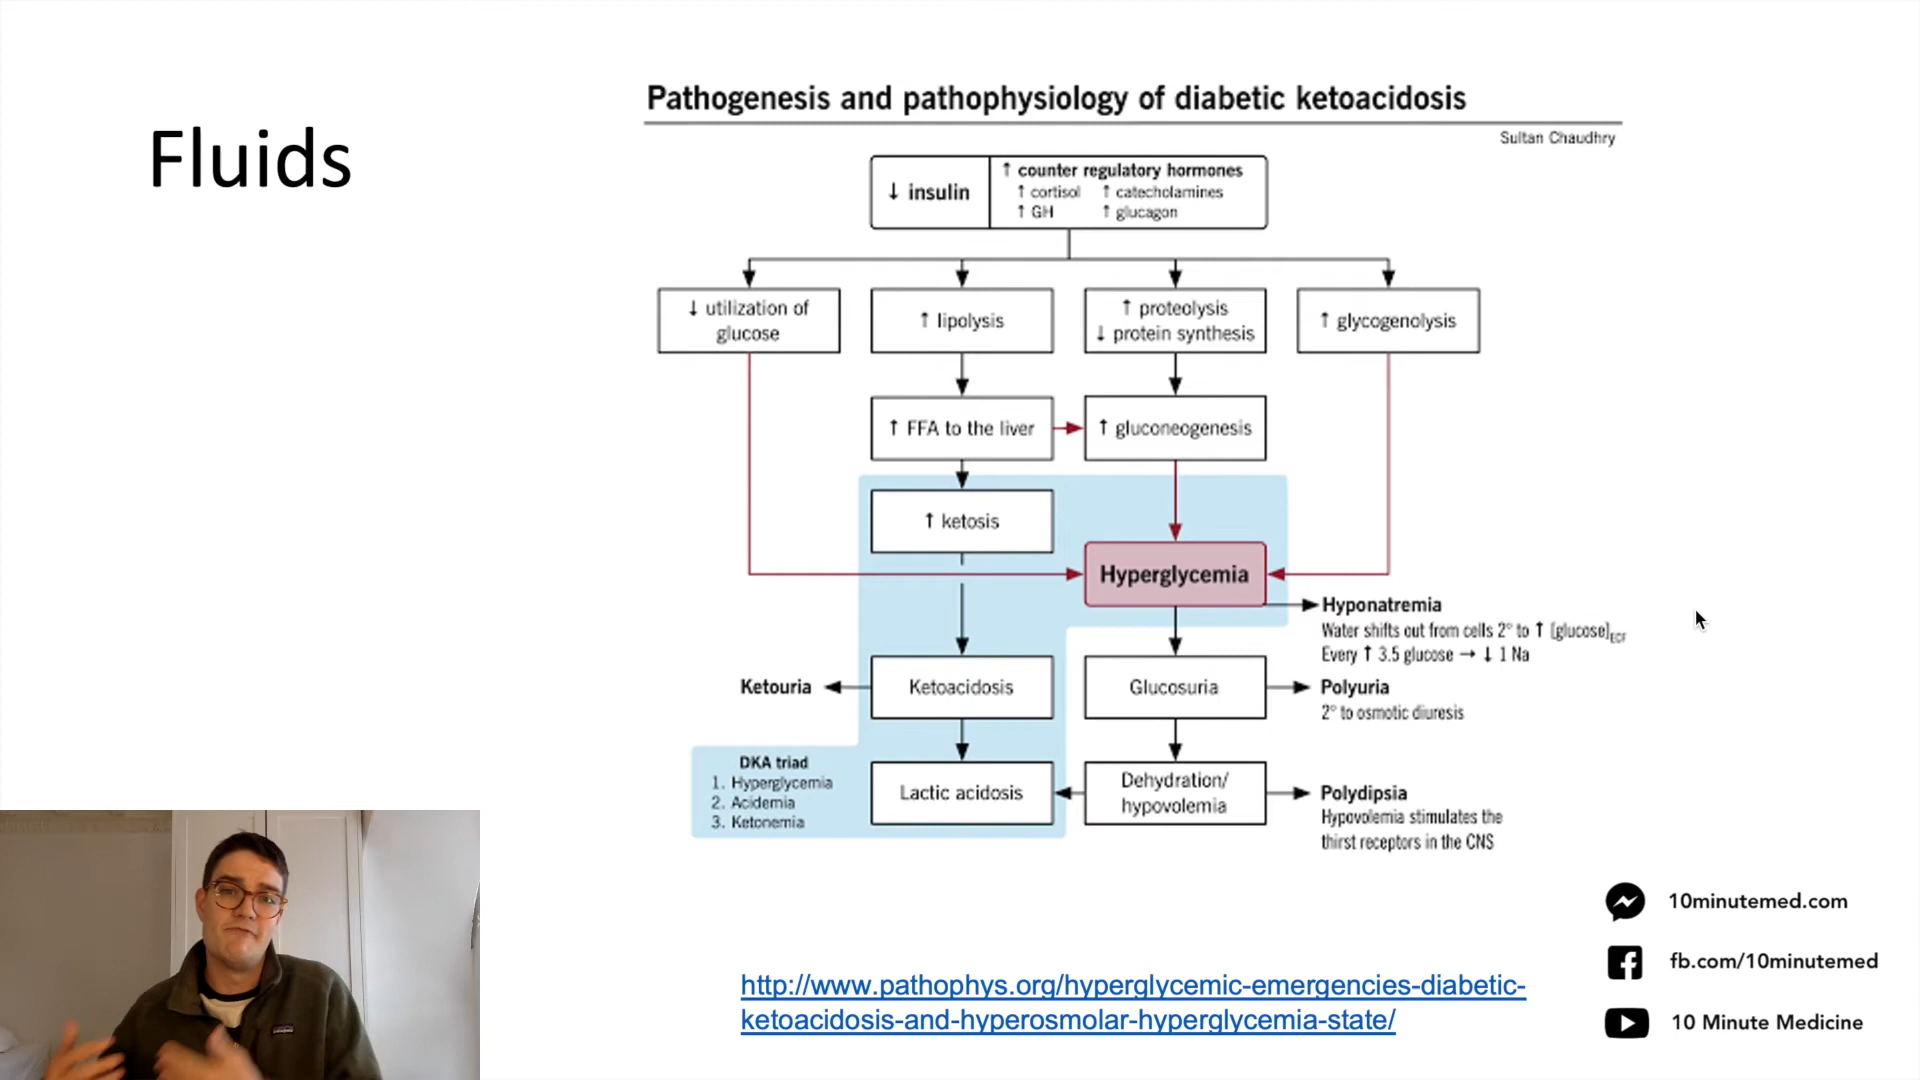 Fluids
Pathogenesis and pathophysiology of diabetic ketoacidosis
Sultan Chaudhry
↓ insulin
↑ counter regulatory hormones
↑ cortisol ↑ catecholamines
↑ GH ↑ glucagon
↓ utilization of
glucose
↑ lipolysis
↑ proteolysis
↓ protein synthesis
↑ glycogenolysis
↑ FFA to the liver
↑ gluconeogenesis
↑ ketosis
Hyperglycemia
Hyponatremia
Water shifts out from cells 2° to ↑ [glucose]ECF
Every ↑ 3.5 glucose → ↓ 1 Na
Ketouria
Ketoacidosis
Glucosuria
Polyuria
2° to osmotic diuresis
DKA triad
1. Hyperglycemia
2. Acidemia
3. Ketonemia
Lactic acidosis
Dehydration/
hypovolemia
Polydipsia
Hypovolemia stimulates the
thirst receptors in the CNS
http://www.pathophys.org/hyperglycemic-emergencies-diabetic-
ketoacidosis-and-hyperosmolar-hyperglycemia-state/
10minutemed.com
fb.com/10minutemed
10 Minute Medicine